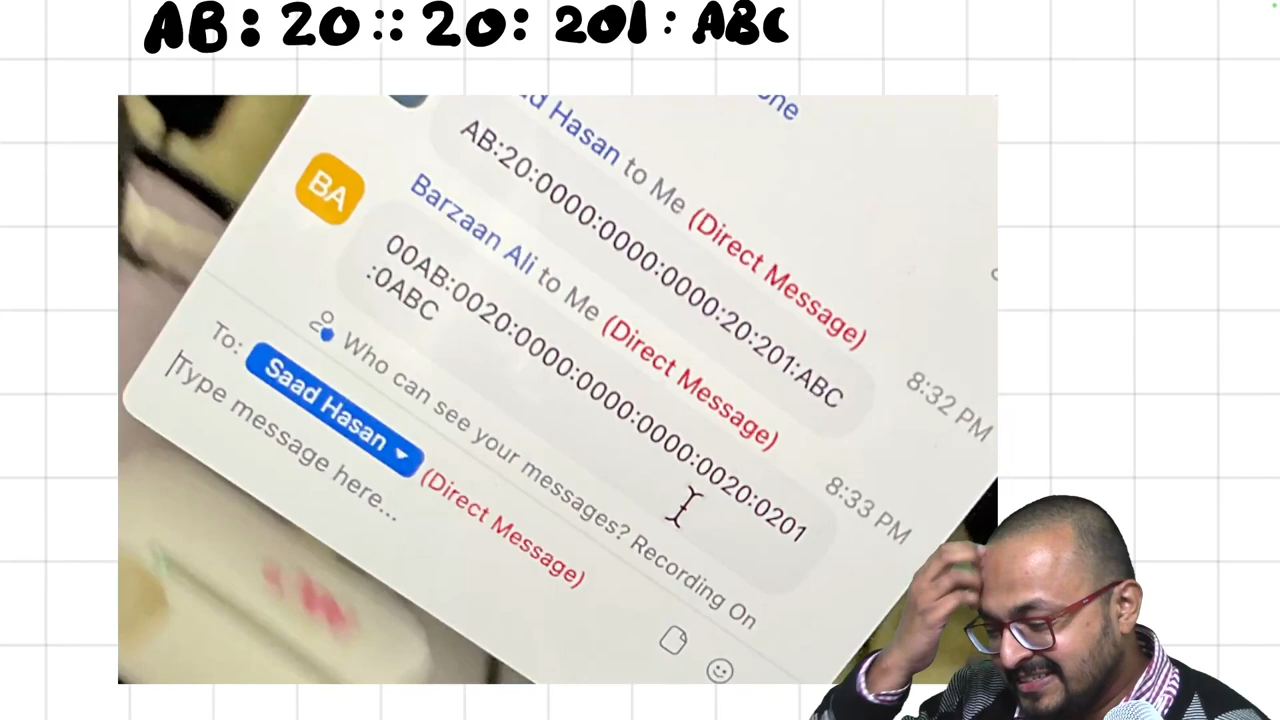 AB:20::20:201:ABC
Hasan to Me (Direct Message)
AB:20:0000:0000:0000:20:201:ABC
8:32 PM
BA
Barzaan Ali to Me (Direct Message)
00AB:0020:0000:0000:0000:0020:0201
:0ABC
8:33 PM
Who can see your messages? Recording On
To: Saad Hasan (Direct Message)
Type message here...